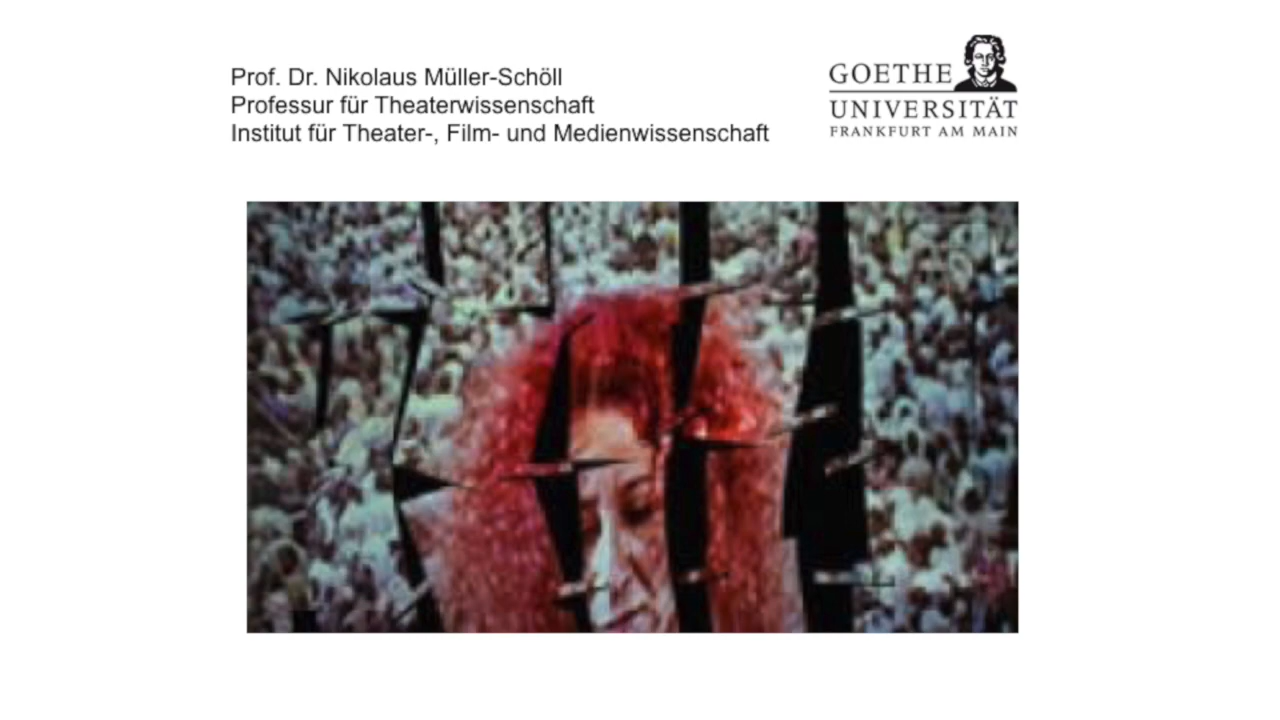 Prof. Dr. Nikolaus Müller-Schöll
Professur für Theaterwissenschaft
Institut für Theater-, Film- und Medienwissenschaft
GOETHE
UNIVERSITÄT
FRANKFURT AM MAIN